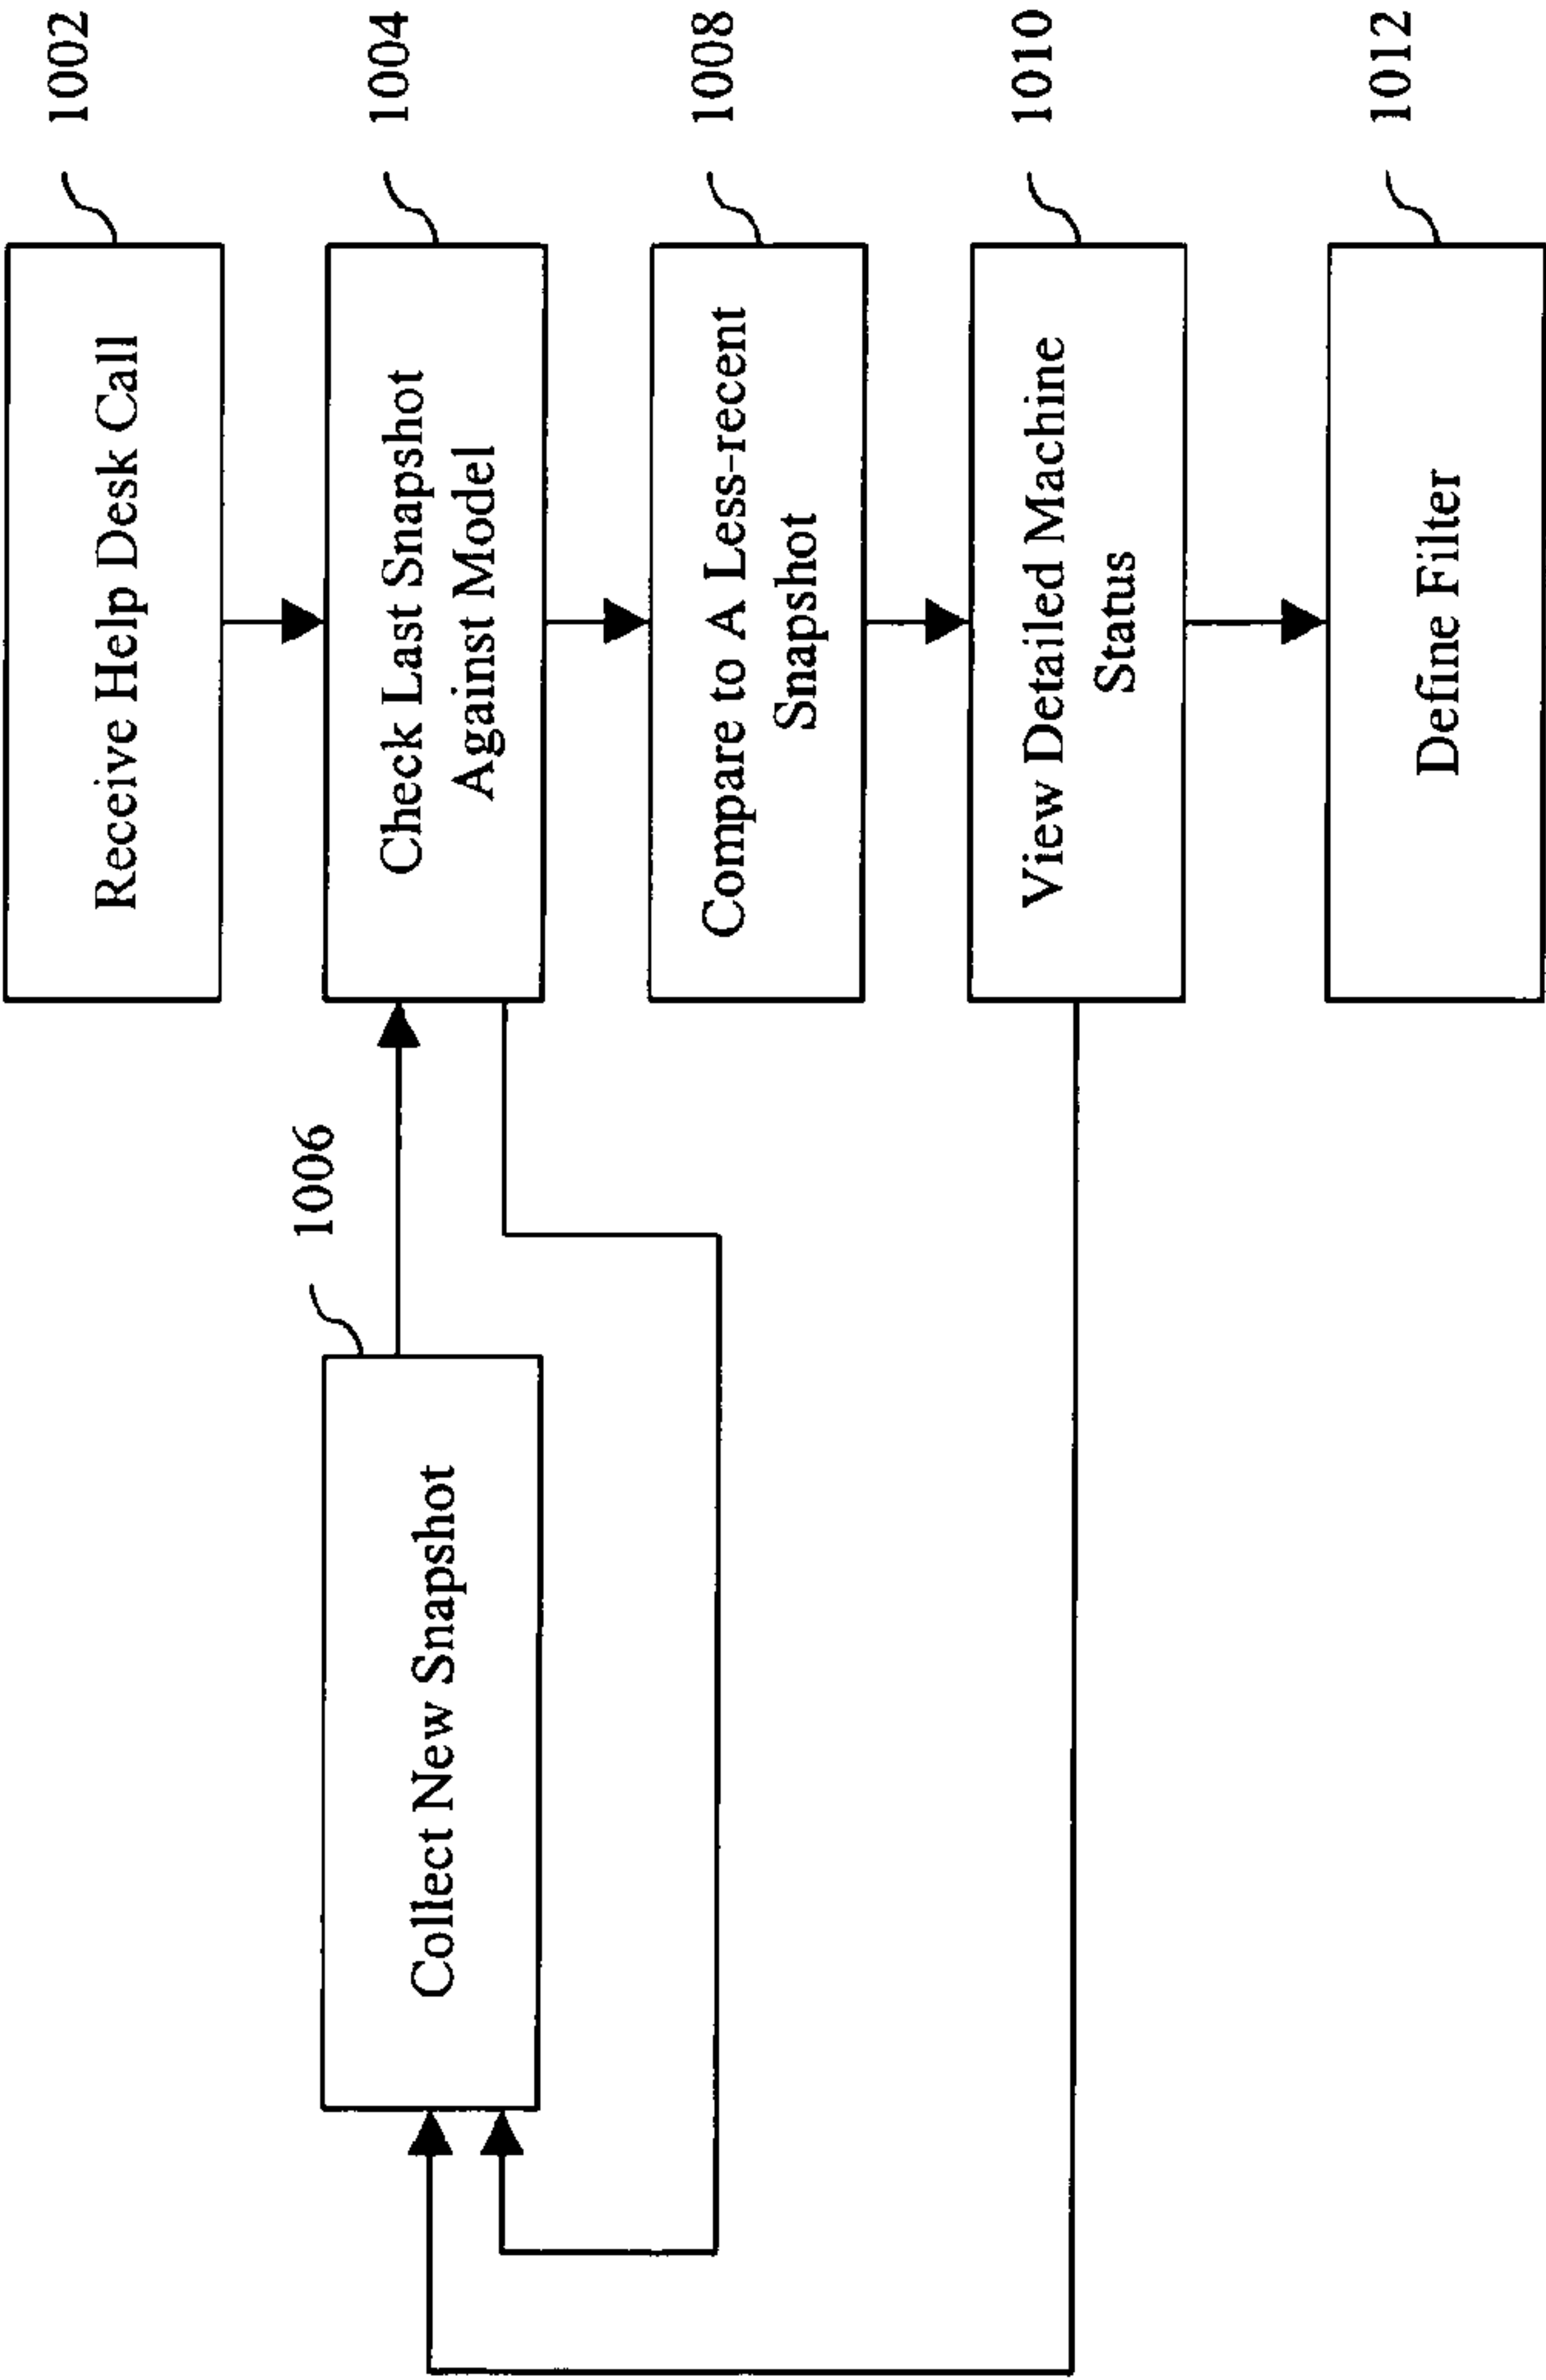 Receive Help Desk Call
1002
Check Last Snapshot
Against Model
1004
Collect New Snapshot
1006
Compare to A Less-recent
Snapshot
1008
View Detailed Machine
Status
1010
Define Filter
1012